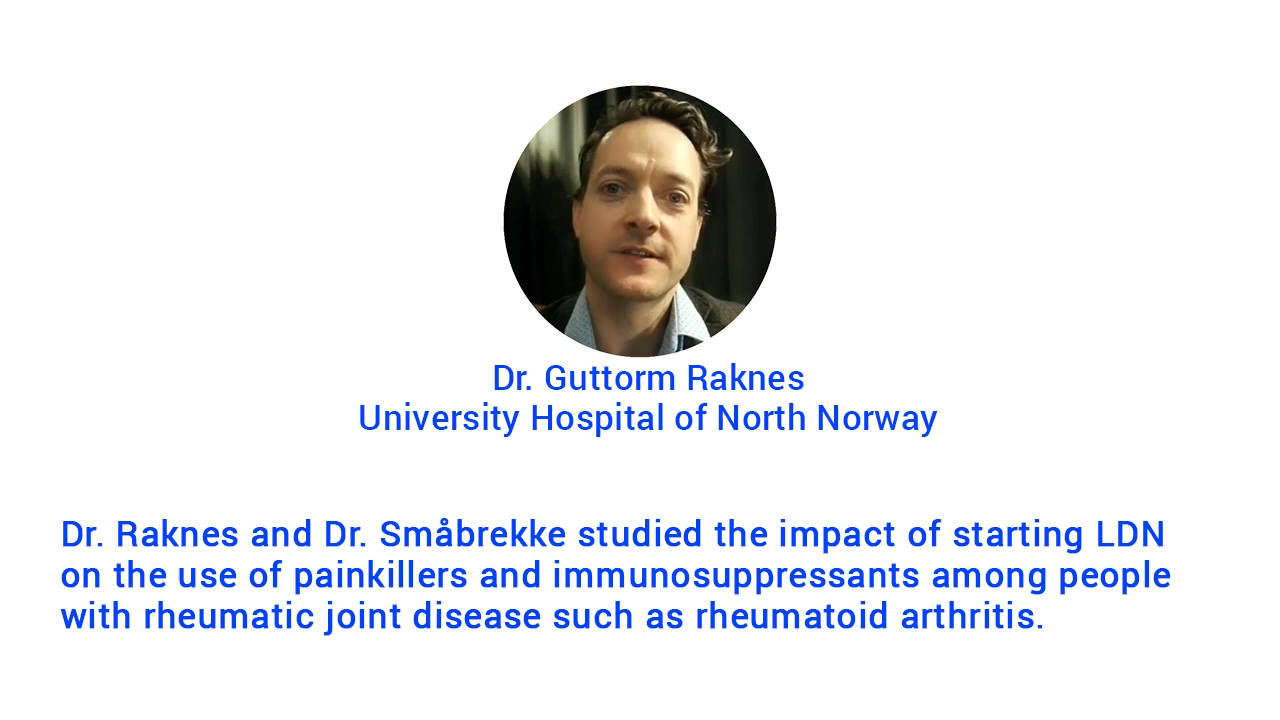 Dr. Guttorm Raknes
University Hospital of North Norway
Dr. Raknes and Dr. Småbrekke studied the impact of starting LDN
on the use of painkillers and immunosuppressants among people
with rheumatic joint disease such as rheumatoid arthritis.